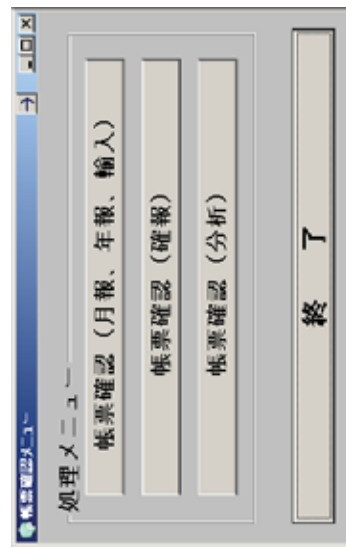 帳票確認メニュー
処理メニュー
帳票確認（月報、年報、輸入）
帳票確認（確報）
帳票確認（分析）
終 了